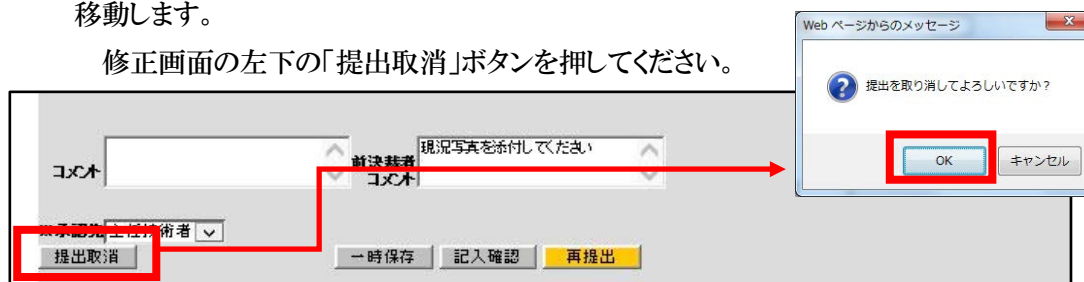 移動します。
修正画面の左下の「提出取消」ボタンを押してください。
Web ページからのメッセージ
提出を取り消してよろしいですか?
OK
キャンセル
コメント
前決裁者
コメント
現況写真を添付してください
※承認先 主任技術者
提出取消
一時保存
記入確認
再提出